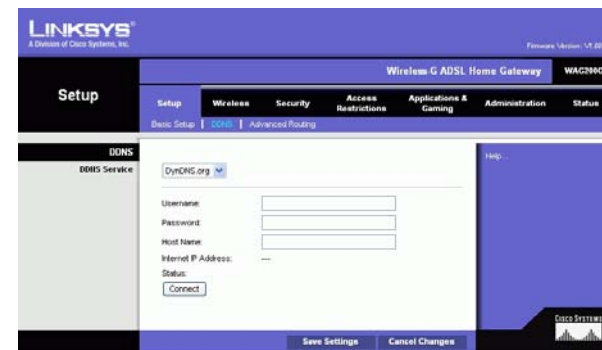 LINKSYS®
A Division of Cisco Systems, Inc.
Firmware Version: V1.00
Wireless-G ADSL Home Gateway WAG200G
Setup
Setup Wireless Security Access Restrictions Applications & Gaming Administration Status
Basic Setup | DDNS | Advanced Routing
DDNS
DDNS Service
DynDNS.org
Help...
Username:
Password:
Host Name:
Internet IP Address: ---
Status:
Connect
CISCO SYSTEMS
Save Settings Cancel Changes